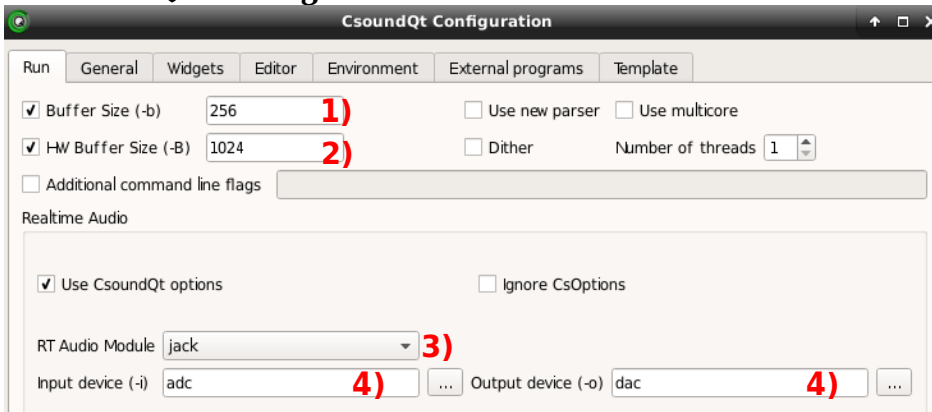 CsoundQt Configuration
Run General Widgets Editor Environment External programs Template
Buffer Size (-b) 256 1) Use new parser Use multicore
HW Buffer Size (-B) 1024 2) Dither Number of threads 1
Additional command line flags
Realtime Audio
Use CsoundQt options Ignore CsOptions
RT Audio Module jack 3)
Input device (-i) adc 4) ... Output device (-o) dac 4) ...